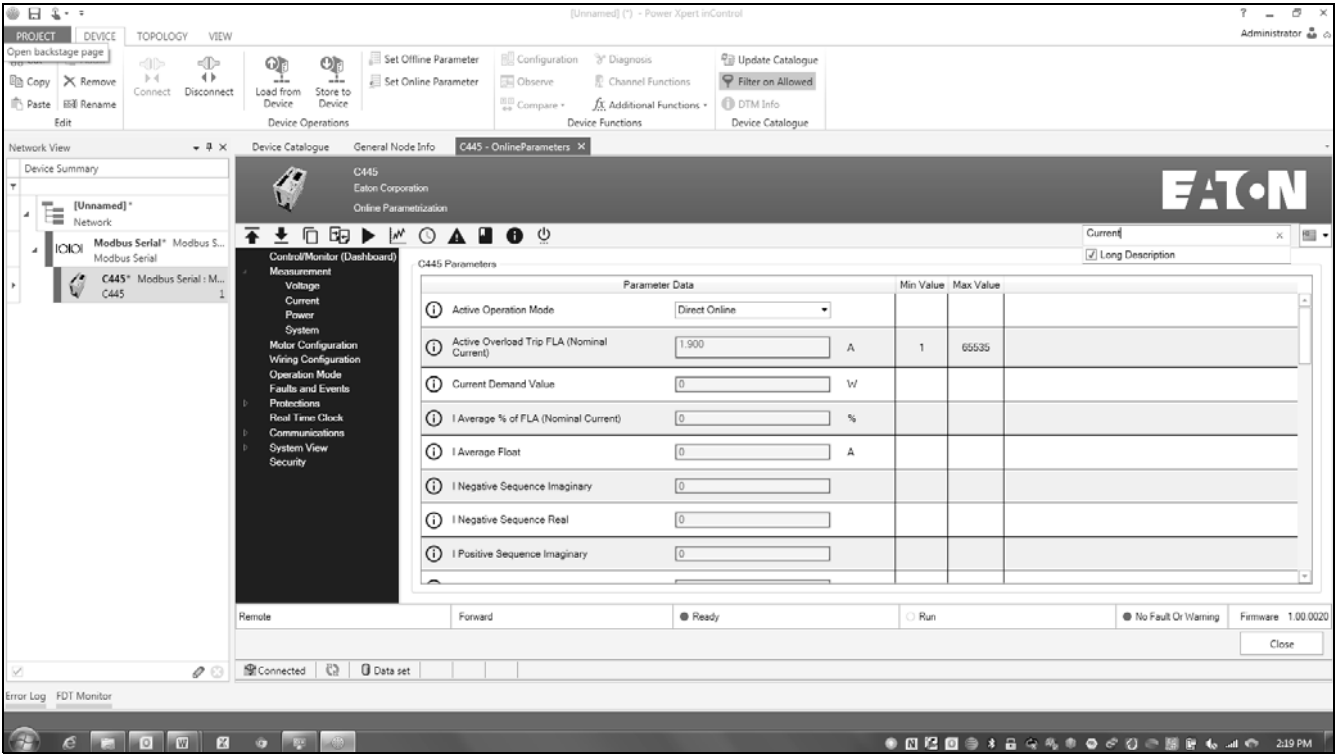 [Unnamed] (*) - Power Xpert inControl
? _ X
PROJECT DEVICE TOPOLOGY VIEW
Administrator
Open backstage page
Copy Remove
Paste Rename
Edit
Connect Disconnect
Load from Device
Store to Device
Set Offline Parameter
Set Online Parameter
Device Operations
Configuration Diagnosis
Observe Channel Functions
Compare Additional Functions
Device Functions
Update Catalogue
Filter on Allowed
DTM Info
Device Catalogue
Network View
Device Summary
[Unnamed]*
Network
Modbus Serial* Modbus S...
Modbus Serial
C445* Modbus Serial : M...
C445 1
Device Catalogue General Node Info C445 - OnlineParameters X
C445
Eaton Corporation
Online Parametrization
EATON
Current x
Long Description
Control/Monitor (Dashboard)
Measurement
Voltage
Current
Power
System
Motor Configuration
Wiring Configuration
Operation Mode
Faults and Events
Protections
Real Time Clock
Communications
System View
Security
C445 Parameters
Parameter Data Min Value Max Value
Active Operation Mode Direct Online
Active Overload Trip FLA (Nominal
Current) 1.900 A 1 65535
Current Demand Value 0 W
I Average % of FLA (Nominal Current) 0 %
I Average Float 0 A
I Negative Sequence Imaginary 0
I Negative Sequence Real 0
I Positive Sequence Imaginary 0
Remote Forward Ready Run No Fault Or Warning Firmware 1.00.0020
Close
Connected Data set
Error Log FDT Monitor
2:19 PM